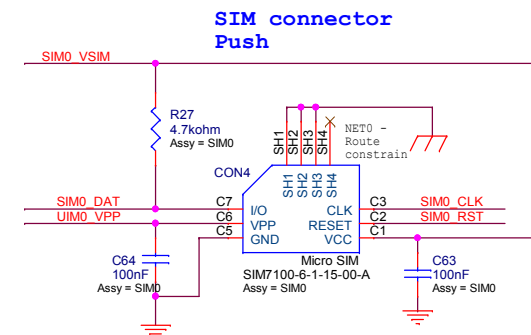 SIM connector
Push
SIM0_VSIM
R27
4.7kohm
Assy = SIM0
SH1
SH2
SH3
SH4
NET0 -
Route
constrain
CON4
SH1
SH2
SH3
SH4
SIM0_DAT
C7
I/O
CLK
C3
SIM0_CLK
UIM0_VPP
C6
VPP
RESET
C2
SIM0_RST
C5
GND
VCC
C1
Micro SIM
SIM7100-6-1-15-00-A
Assy = SIM0
C64
100nF
Assy = SIM0
C63
100nF
Assy = SIM0